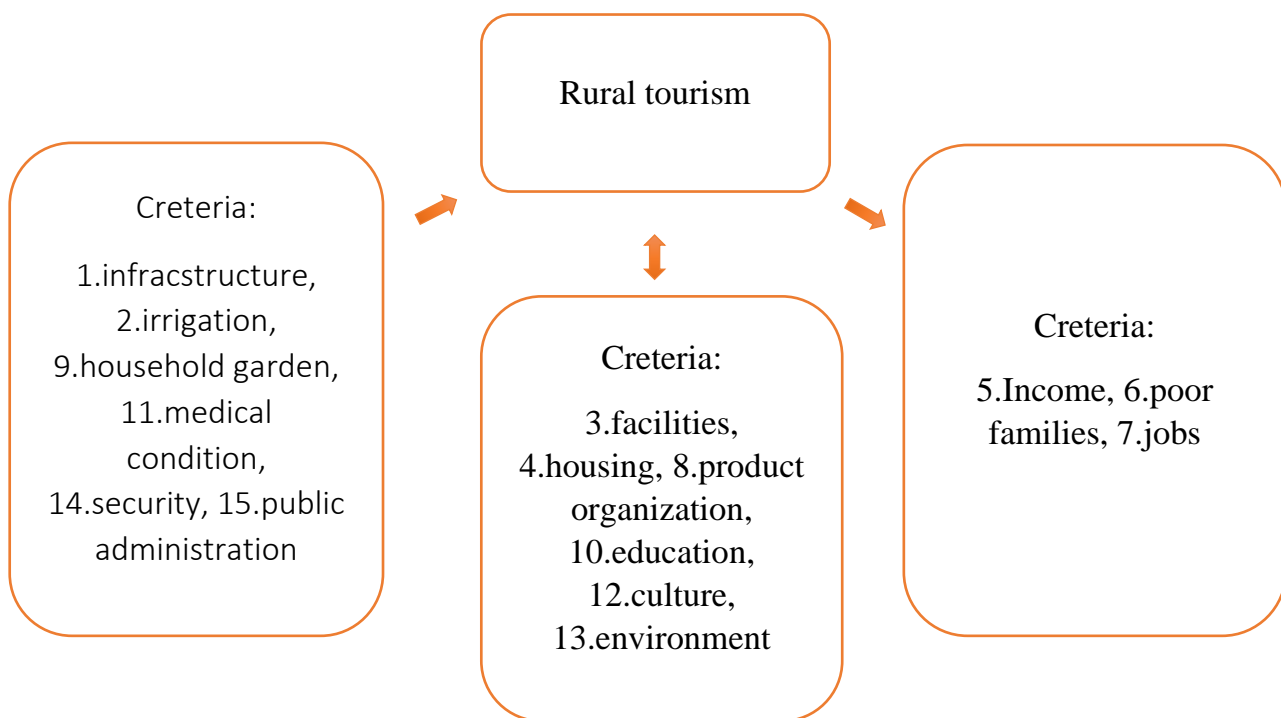 Rural tourism
Creteria:
1.infracstructure,
2.irrigation,
9.household garden,
11.medical
condition,
14.security, 15.public
administration
Creteria:
3.facilities,
4.housing, 8.product
organization,
10.education,
12.culture,
13.environment
Creteria:
5.Income, 6.poor
families, 7.jobs